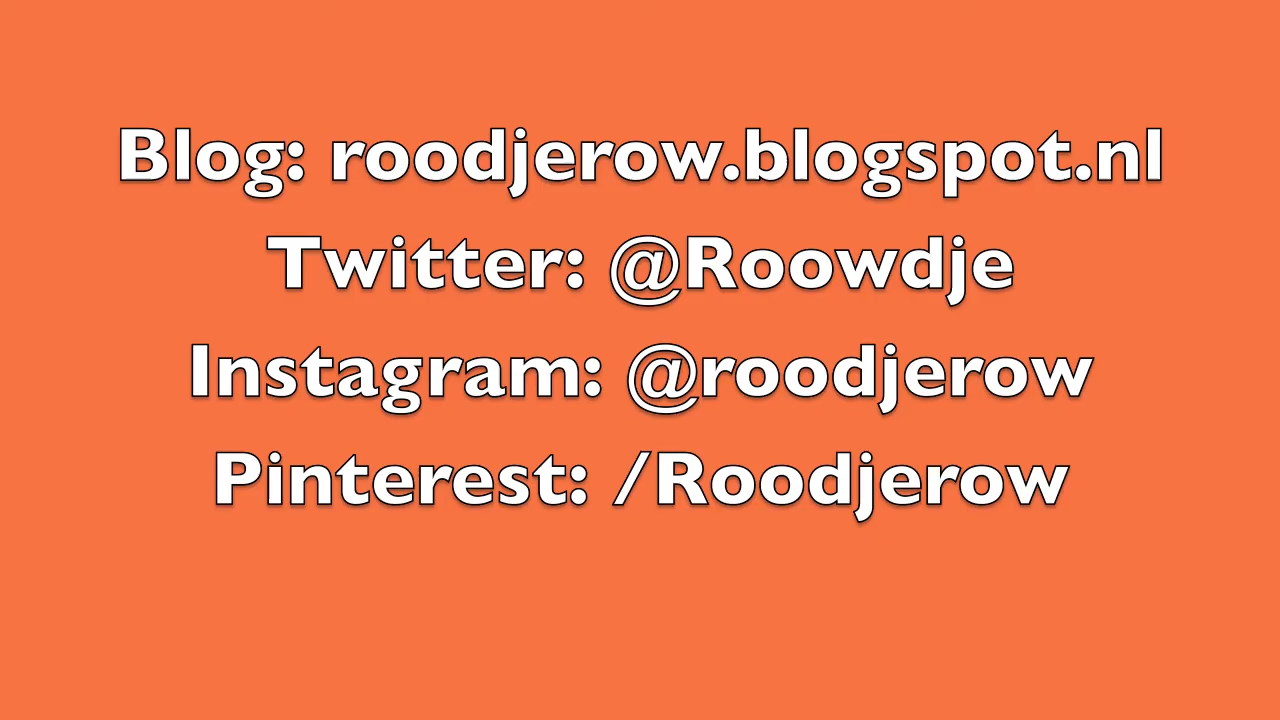 Blog: roodjerow.blogspot.nl
Twitter: @Roowdje
Instagram: @roodjerow
Pinterest: /Roodjerow